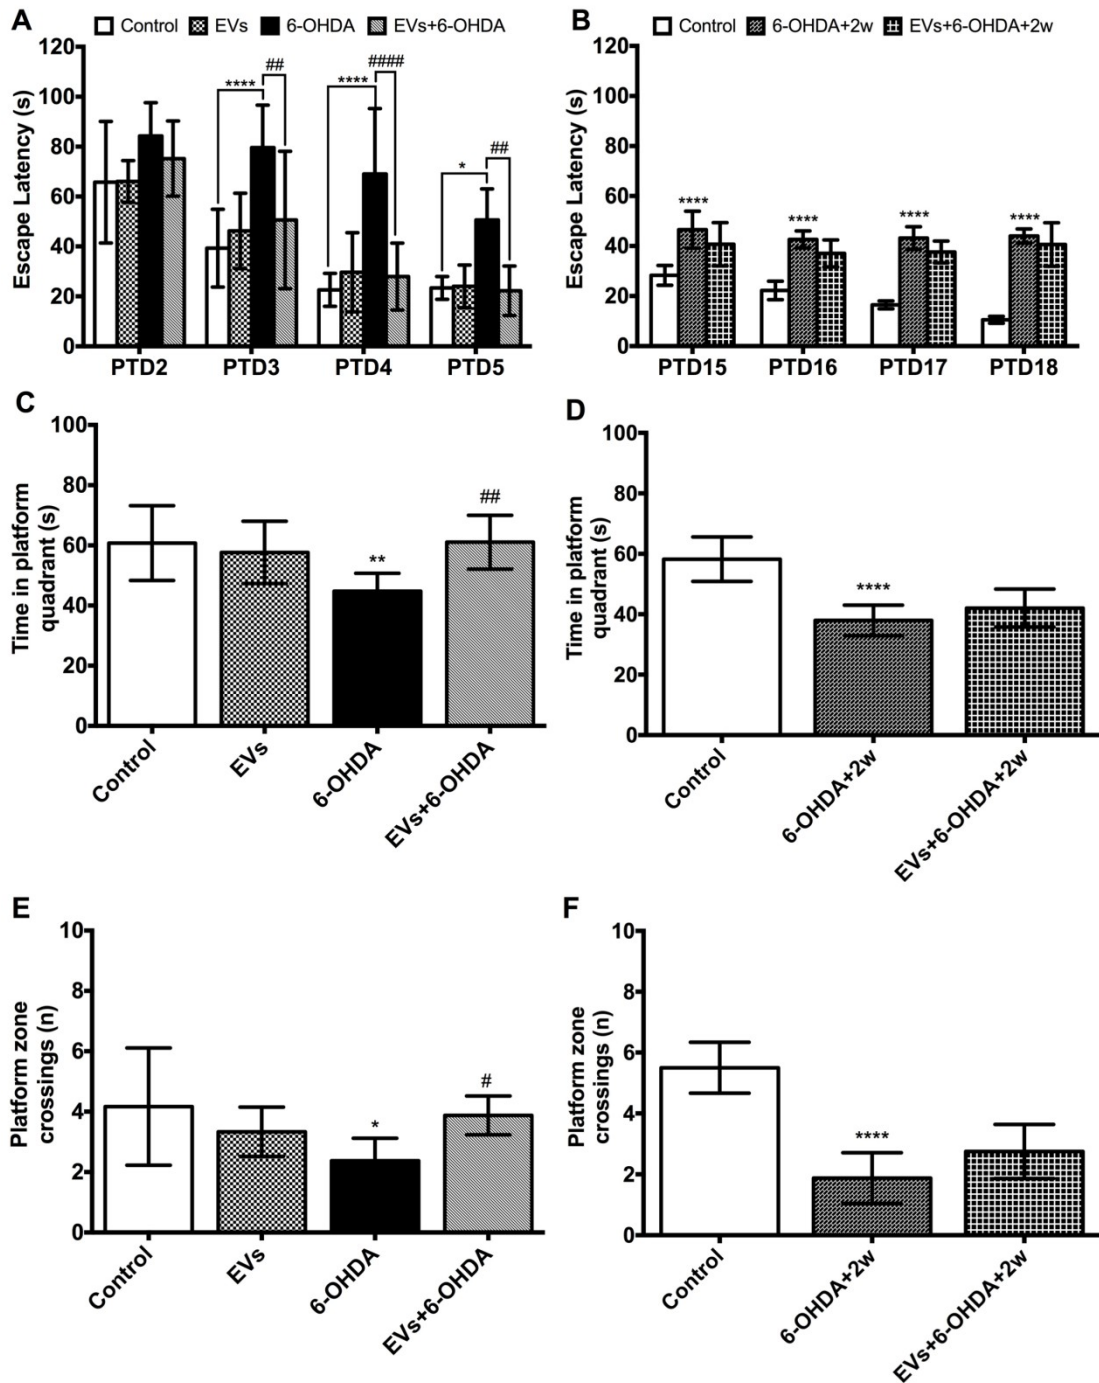 A
Control EVs 6-OHDA EVs+6-OHDA
Escape Latency (s)
120
100
80
60
40
20
0
**** ##
**** ####
* ##
PTD2 PTD3 PTD4 PTD5
B
Control 6-OHDA+2w EVs+6-OHDA+2w
Escape Latency (s)
120
100
80
60
40
20
0
**** **** **** ****
PTD15 PTD16 PTD17 PTD18
C
Time in platform
quadrant (s)
100
80
60
40
20
0
** ##
Control EVs 6-OHDA EVs+6-OHDA
D
Time in platform
quadrant (s)
100
80
60
40
20
0
****
Control 6-OHDA+2w EVs+6-OHDA+2w
E
Platform zone
crossings (n)
10
8
6
4
2
0
* #
Control EVs 6-OHDA EVs+6-OHDA
F
Platform zone
crossings (n)
10
8
6
4
2
0
****
Control 6-OHDA+2w EVs+6-OHDA+2w